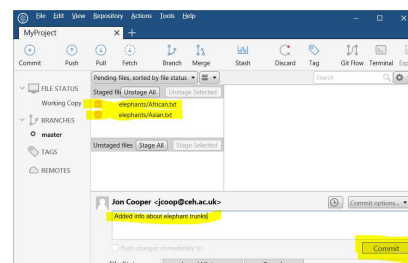 File Edit View Repository Actions Tools Help
MyProject
Commit Push Pull Fetch Branch Merge Stash Discard Tag Git Flow Terminal
Pending files, sorted by file status
Search
FILE STATUS
Staged Unstage All Unstage Selected
Working Copy
elephants/African.txt
elephants/Asian.txt
BRANCHES
master
TAGS
Unstaged files Stage All Stage Selected
REMOTES
Jon Cooper <jcoop@ceh.ac.uk>
Commit options...
Added info about elephant trunks
Push changes immediately to -
Commit